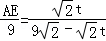 AE/9 = √2 t / (9√2 − √2 t)